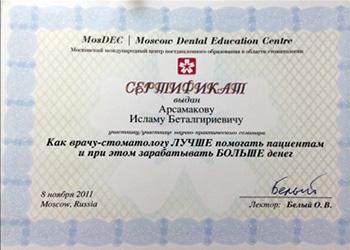 MosDEC | Moscow Dental Education Centre
Московский международный центр последипломного образования в области стоматологии
СЕРТИФИКАТ
выдан
Арсамакову
Исламу Беталгириевичу
участнику/участнице научно-практического семинара
Как врачу-стоматологу ЛУЧШЕ помогать пациентам
и при этом зарабатывать БОЛЬШЕ денег
8 ноября 2011
Moscow, Russia
Белый
Лектор: Белый О.В.